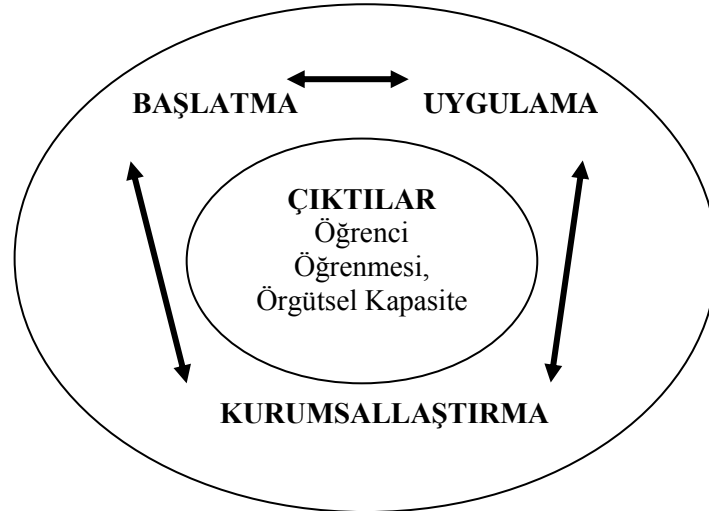 BAŞLATMA
UYGULAMA
ÇIKTILAR
Öğrenci
Öğrenmesi,
Örgütsel Kapasite
KURUMSALLAŞTIRMA